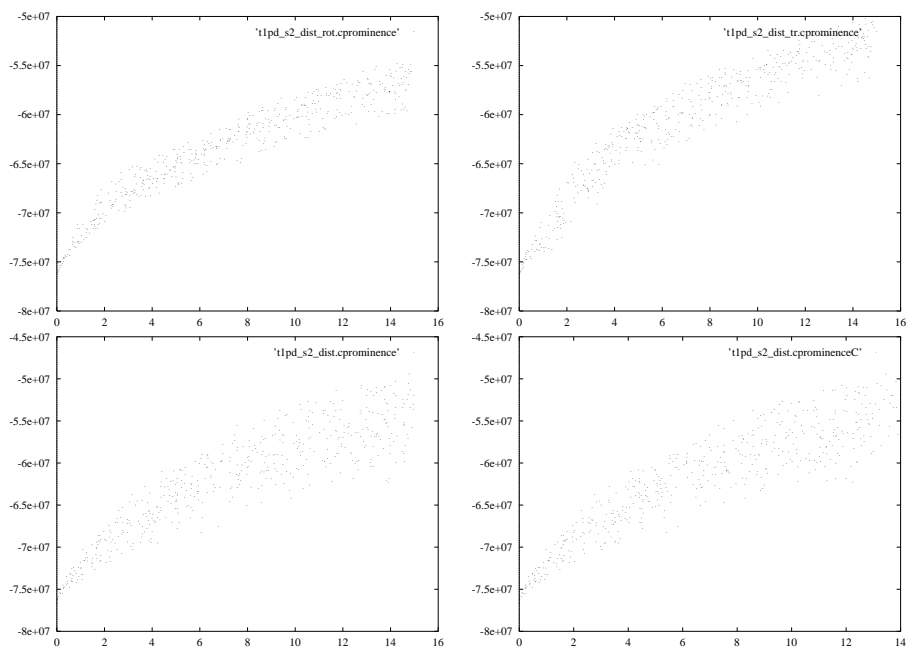 -5e+07
't1pd_s2_dist_rot.cprominence'
-5.5e+07
-6e+07
-6.5e+07
-7e+07
-7.5e+07
-8e+07
0 2 4 6 8 10 12 14 16
-5e+07
't1pd_s2_dist_tr.cprominence'
-5.5e+07
-6e+07
-6.5e+07
-7e+07
-7.5e+07
-8e+07
0 2 4 6 8 10 12 14 16
-4.5e+07
't1pd_s2_dist.cprominence'
-5e+07
-5.5e+07
-6e+07
-6.5e+07
-7e+07
-7.5e+07
-8e+07
0 2 4 6 8 10 12 14 16
-4.5e+07
't1pd_s2_dist.cprominenceC'
-5e+07
-5.5e+07
-6e+07
-6.5e+07
-7e+07
-7.5e+07
-8e+07
0 2 4 6 8 10 12 14